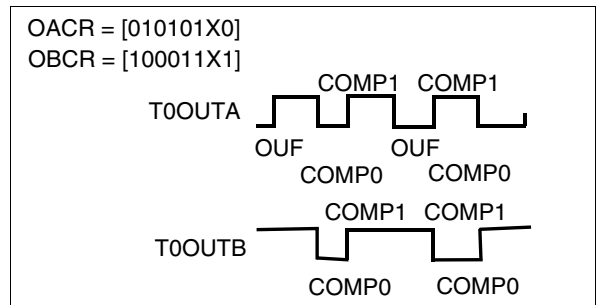 OACR = [010101X0]
OBCR = [100011X1]
COMP1 COMP1
T0OUTA
OUF OUF
COMP0 COMP0
COMP1 COMP1
T0OUTB
COMP0 COMP0